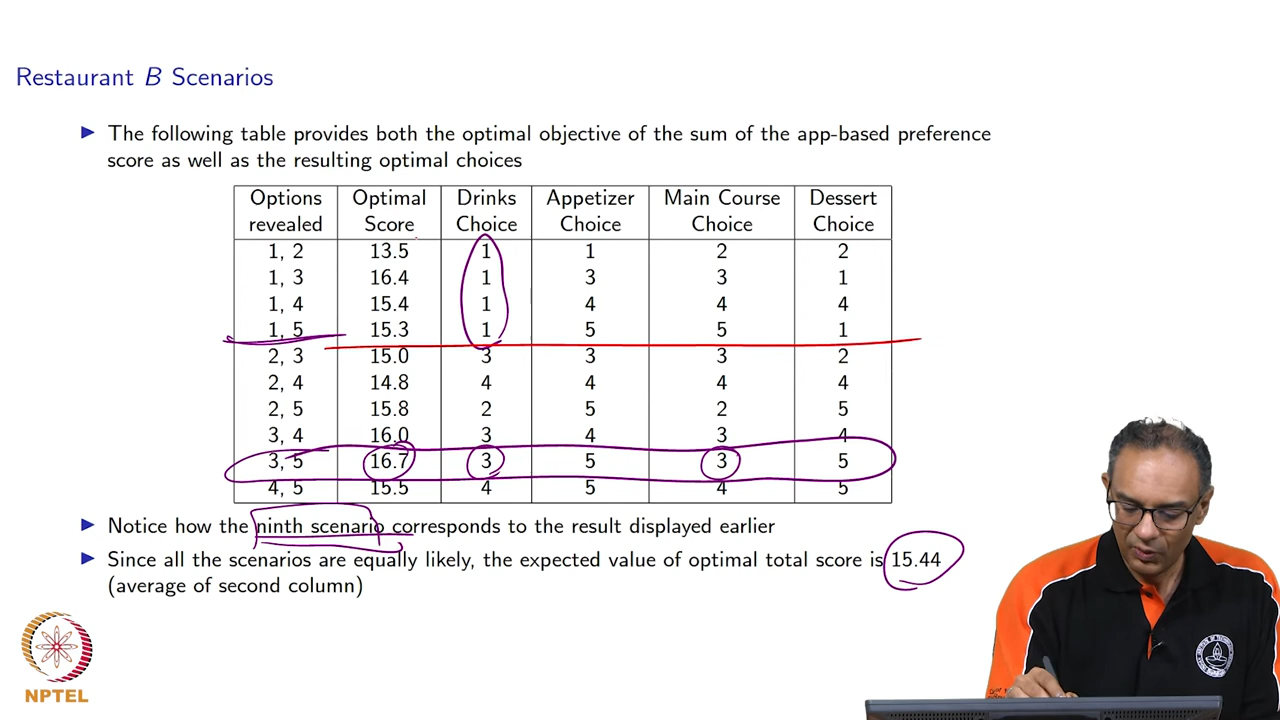 Restaurant B Scenarios
▶ The following table provides both the optimal objective of the sum of the app-based preference
score as well as the resulting optimal choices
Options revealed | Optimal Score | Drinks Choice | Appetizer Choice | Main Course Choice | Dessert Choice
1, 2 | 13.5 | 1 | 1 | 2 | 2
1, 3 | 16.4 | 1 | 3 | 3 | 1
1, 4 | 15.4 | 1 | 4 | 4 | 4
1, 5 | 15.3 | 1 | 5 | 5 | 1
2, 3 | 15.0 | 3 | 3 | 3 | 2
2, 4 | 14.8 | 4 | 4 | 4 | 4
2, 5 | 15.8 | 2 | 5 | 2 | 5
3, 4 | 16.0 | 3 | 4 | 3 | 4
3, 5 | 16.7 | 3 | 5 | 3 | 5
4, 5 | 15.5 | 4 | 5 | 4 | 5
▶ Notice how the ninth scenario corresponds to the result displayed earlier
▶ Since all the scenarios are equally likely, the expected value of optimal total score is 15.44
(average of second column)
NPTEL